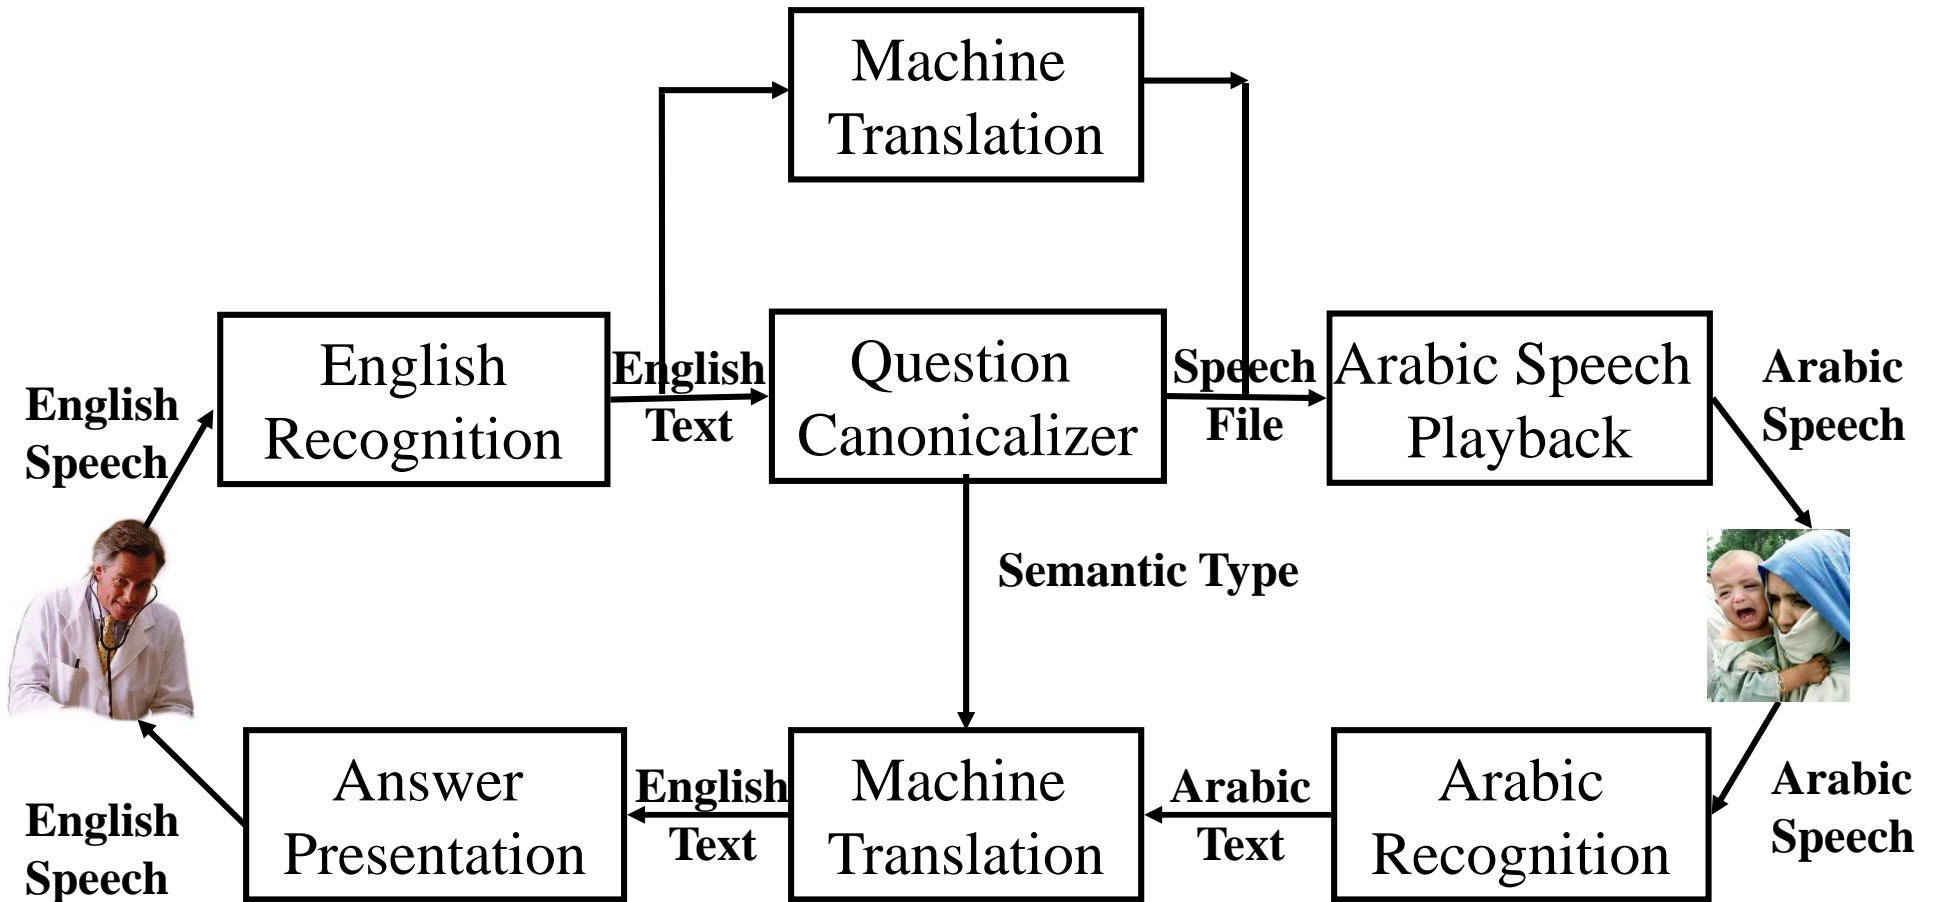 Machine
Translation
English
Speech
English
Recognition
English
Text
Question
Canonicalizer
Speech
File
Arabic Speech
Playback
Arabic
Speech
Semantic Type
English
Speech
Answer
Presentation
English
Text
Machine
Translation
Arabic
Text
Arabic
Recognition
Arabic
Speech